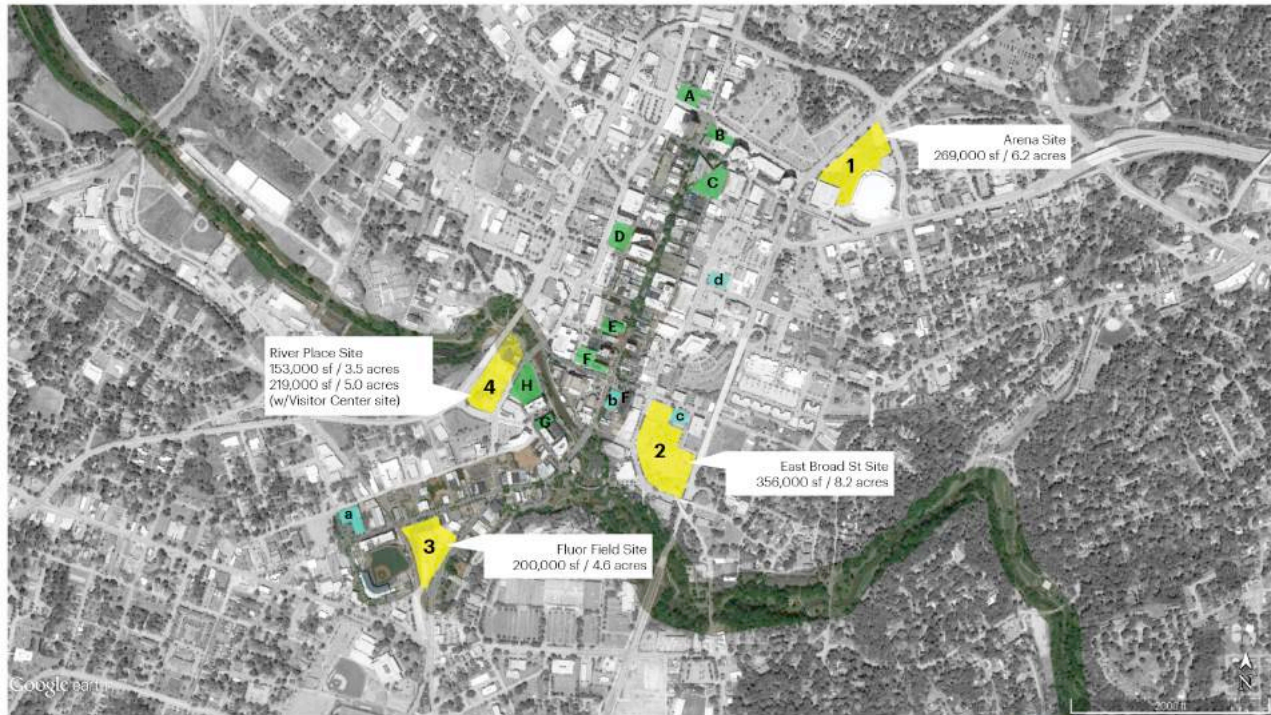 A
B
Arena Site
269,000 sf / 6.2 acres
1
C
D
d
E
River Place Site
153,000 sf / 3.5 acres
219,000 sf / 5.0 acres
(w/Visitor Center site)
F
4
H
b
F
c
G
2
East Broad St Site
356,000 sf / 8.2 acres
a
3
Fluor Field Site
200,000 sf / 4.6 acres
Google earth
N
2000 ft